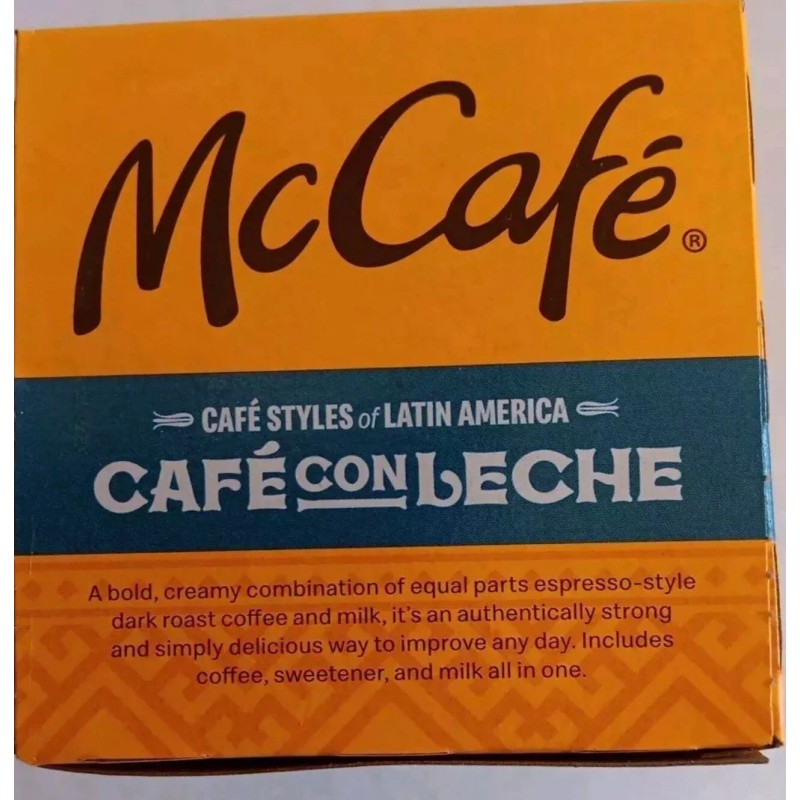 McCafé®
CAFÉ STYLES of LATIN AMERICA
CAFÉ CON LECHE
A bold, creamy combination of equal parts espresso-style
dark roast coffee and milk, it's an authentically strong
and simply delicious way to improve any day. Includes
coffee, sweetener, and milk all in one.